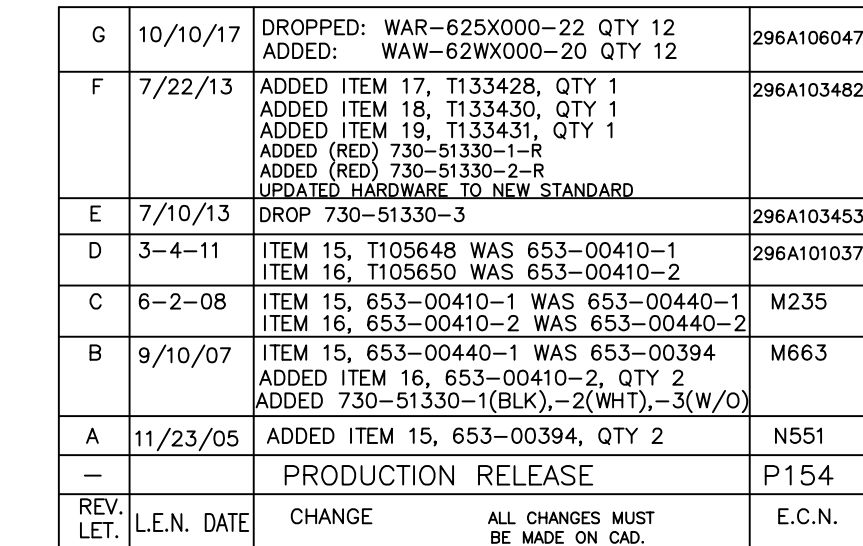 G 10/10/17 DROPPED: WAR-625X000-22 QTY 12 296A106047
ADDED: WAW-62WX000-20 QTY 12
F 7/22/13 ADDED ITEM 17, T133428, QTY 1 296A103482
ADDED ITEM 18, T133430, QTY 1
ADDED ITEM 19, T133431, QTY 1
ADDED (RED) 730-51330-1-R
ADDED (RED) 730-51330-2-R
UPDATED HARDWARE TO NEW STANDARD
E 7/10/13 DROP 730-51330-3 296A103453
D 3-4-11 ITEM 15, T105648 WAS 653-00410-1 296A101037
ITEM 16, T105650 WAS 653-00410-2
C 6-2-08 ITEM 15, 653-00410-1 WAS 653-00440-1 M235
ITEM 16, 653-00410-2 WAS 653-00440-2
B 9/10/07 ITEM 15, 653-00440-1 WAS 653-00394 M663
ADDED ITEM 16, 653-00410-2, QTY 2
ADDED 730-51330-1(BLK),-2(WHT),-3(W/O)
A 11/23/05 ADDED ITEM 15, 653-00394, QTY 2 N551
- PRODUCTION RELEASE P154
REV. LET. L.E.N. DATE CHANGE ALL CHANGES MUST E.C.N.
BE MADE ON CAD.